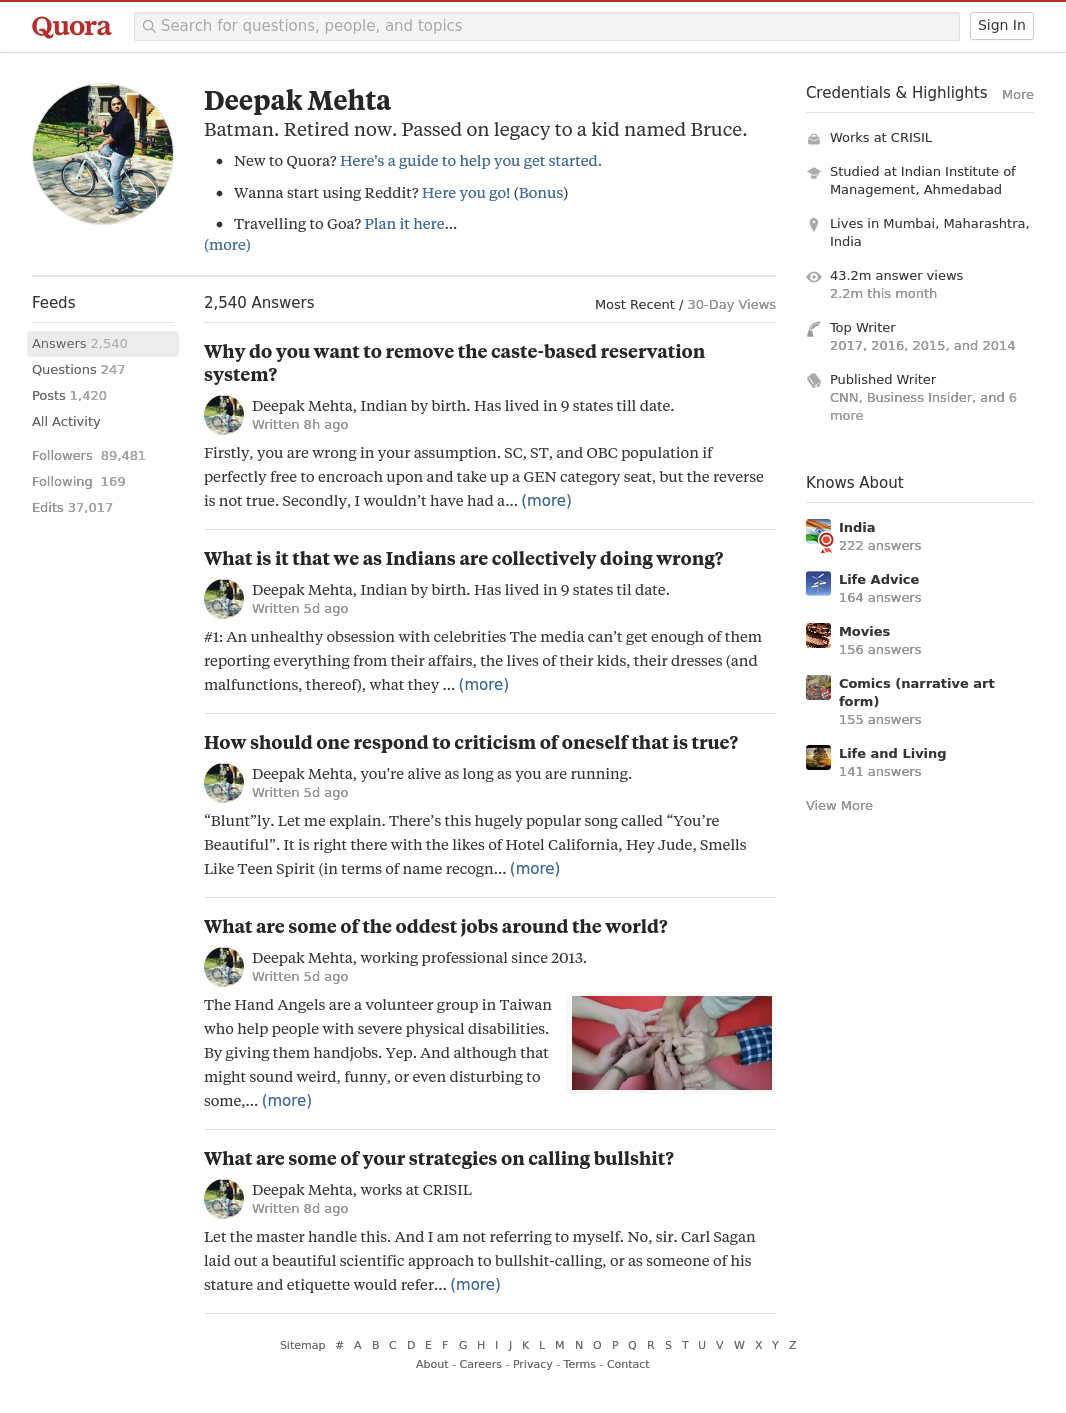 Quora
Search for questions, people, and topics
Sign In
Deepak Mehta
Batman. Retired now. Passed on legacy to a kid named Bruce.
New to Quora? Here's a guide to help you get started.
Wanna start using Reddit? Here you go! (Bonus)
Travelling to Goa? Plan it here...
(more)
Feeds
Answers 2,540
Questions 247
Posts 1,420
All Activity
Followers 89,481
Following 169
Edits 37,017
2,540 Answers
Most Recent / 30-Day Views
Why do you want to remove the caste-based reservation
system?
Deepak Mehta, Indian by birth. Has lived in 9 states till date.
Written 8h ago
Firstly, you are wrong in your assumption. SC, ST, and OBC population if
perfectly free to encroach upon and take up a GEN category seat, but the reverse
is not true. Secondly, I wouldn’t have had a... (more)
What is it that we as Indians are collectively doing wrong?
Deepak Mehta, Indian by birth. Has lived in 9 states til date.
Written 5d ago
#1: An unhealthy obsession with celebrities The media can’t get enough of them
reporting everything from their affairs, the lives of their kids, their dresses (and
malfunctions, thereof), what they ... (more)
How should one respond to criticism of oneself that is true?
Deepak Mehta, you're alive as long as you are running.
Written 5d ago
“Blunt”ly. Let me explain. There’s this hugely popular song called “You’re
Beautiful”. It is right there with the likes of Hotel California, Hey Jude, Smells
Like Teen Spirit (in terms of name recogn... (more)
What are some of the oddest jobs around the world?
Deepak Mehta, working professional since 2013.
Written 5d ago
The Hand Angels are a volunteer group in Taiwan
who help people with severe physical disabilities.
By giving them handjobs. Yep. And although that
might sound weird, funny, or even disturbing to
some,... (more)
What are some of your strategies on calling bullshit?
Deepak Mehta, works at CRISIL
Written 8d ago
Let the master handle this. And I am not referring to myself. No, sir. Carl Sagan
laid out a beautiful scientific approach to bullshit-calling, or as someone of his
stature and etiquette would refer... (more)
Credentials & Highlights
More
Works at CRISIL
Studied at Indian Institute of
Management, Ahmedabad
Lives in Mumbai, Maharashtra,
India
43.2m answer views
2.2m this month
Top Writer
2017, 2016, 2015, and 2014
Published Writer
CNN, Business Insider, and 6
more
Knows About
India
222 answers
Life Advice
164 answers
Movies
156 answers
Comics (narrative art
form)
155 answers
Life and Living
141 answers
View More
Sitemap # A B C D E F G H I J K L M N O P Q R S T U V W X Y Z
About - Careers - Privacy - Terms - Contact